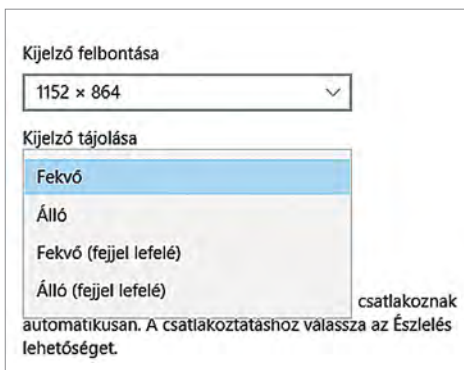 Kijelző felbontása
1152 × 864
Kijelző tájolása
Fekvő
Álló
Fekvő (fejjel lefelé)
Álló (fejjel lefelé)
csatlakoznak
automatikusan. A csatlakoztatáshoz válassza az Észlelés
lehetőséget.